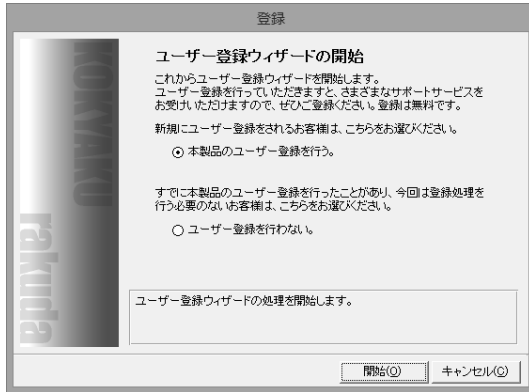 登録
KOKYAKU
rakuda
ユーザー登録ウィザードの開始
これからユーザー登録ウィザードを開始します。
ユーザー登録を行っていただきますと、さまざまなサポートサービスを
お受けいただけますので、ぜひご登録ください。登録は無料です。
新規にユーザー登録をされるお客様は、こちらをお選びください。
本製品のユーザー登録を行う。
すでに本製品のユーザー登録を行ったことがあり、今回は登録処理を
行う必要のないお客様は、こちらをお選びください。
ユーザー登録を行わない。
ユーザー登録ウィザードの処理を開始します。
開始(O)
キャンセル(C)